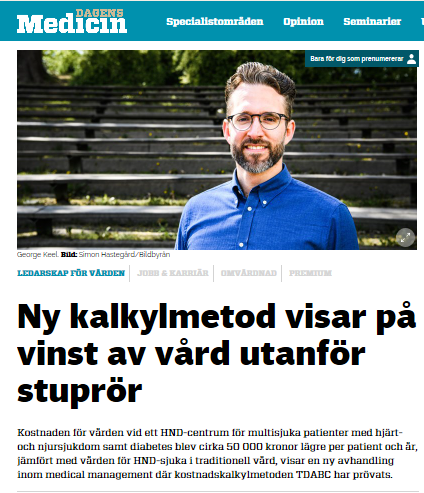 DAGENS
Medicin
Specialistområden Opinion Seminarier
Bara för dig som prenumererar
George Keel. Bild: Simon Hastegård/Bildbyrån
LEDARSKAP FÖR VÅRDEN JOBB & KARRIÄR OMVÅRDNAD PREMIUM
Ny kalkylmetod visar på
vinst av vård utanför
stuprör
Kostnaden för vården vid ett HND-centrum för multisjuka patienter med hjärt-
och njursjukdom samt diabetes blev cirka 50 000 kronor lägre per patient och år,
jämfört med vården för HND-sjuka i traditionell vård, visar en ny avhandling
inom medical management där kostnadskalkylmetoden TDABC har prövats.